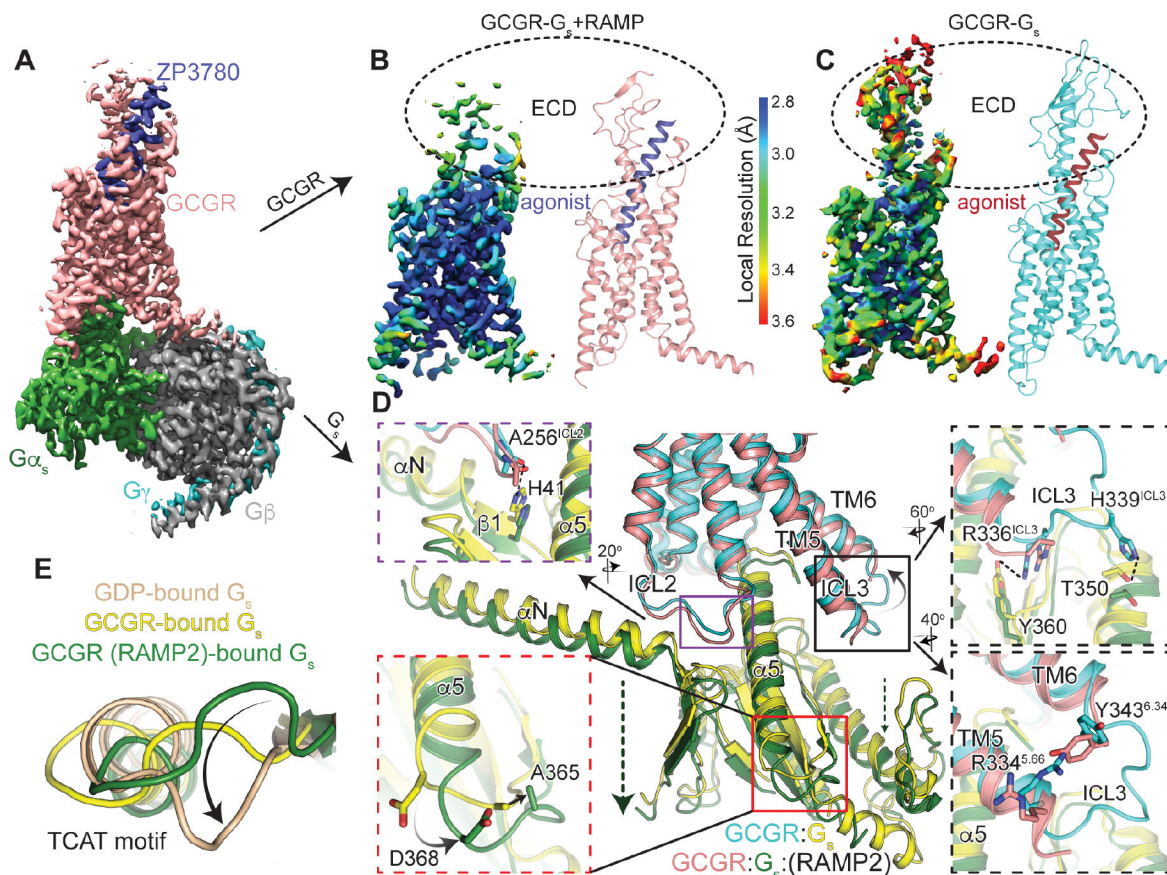 A
ZP3780
GCGR
Gαs
Gγ
Gβ
GCGR
Gs
GCGR-Gs+RAMP
B
ECD
agonist
Local Resolution (Å)
2.8
3.0
3.2
3.4
3.6
GCGR-Gs
C
ECD
agonist
D
A256ICL2
αN
H41
β1
α5
20º
ICL2
αN
TM6
TM5
ICL3
α5
60º
40º
ICL3
H339ICL3
R336ICL3
T350
Y360
TM6
Y3436.34
TM5
R3345.66
ICL3
α5
α5
A365
D368
GCGR:Gs
GCGR:Gs:(RAMP2)
E
GDP-bound Gs
GCGR-bound Gs
GCGR (RAMP2)-bound Gs
TCAT motif